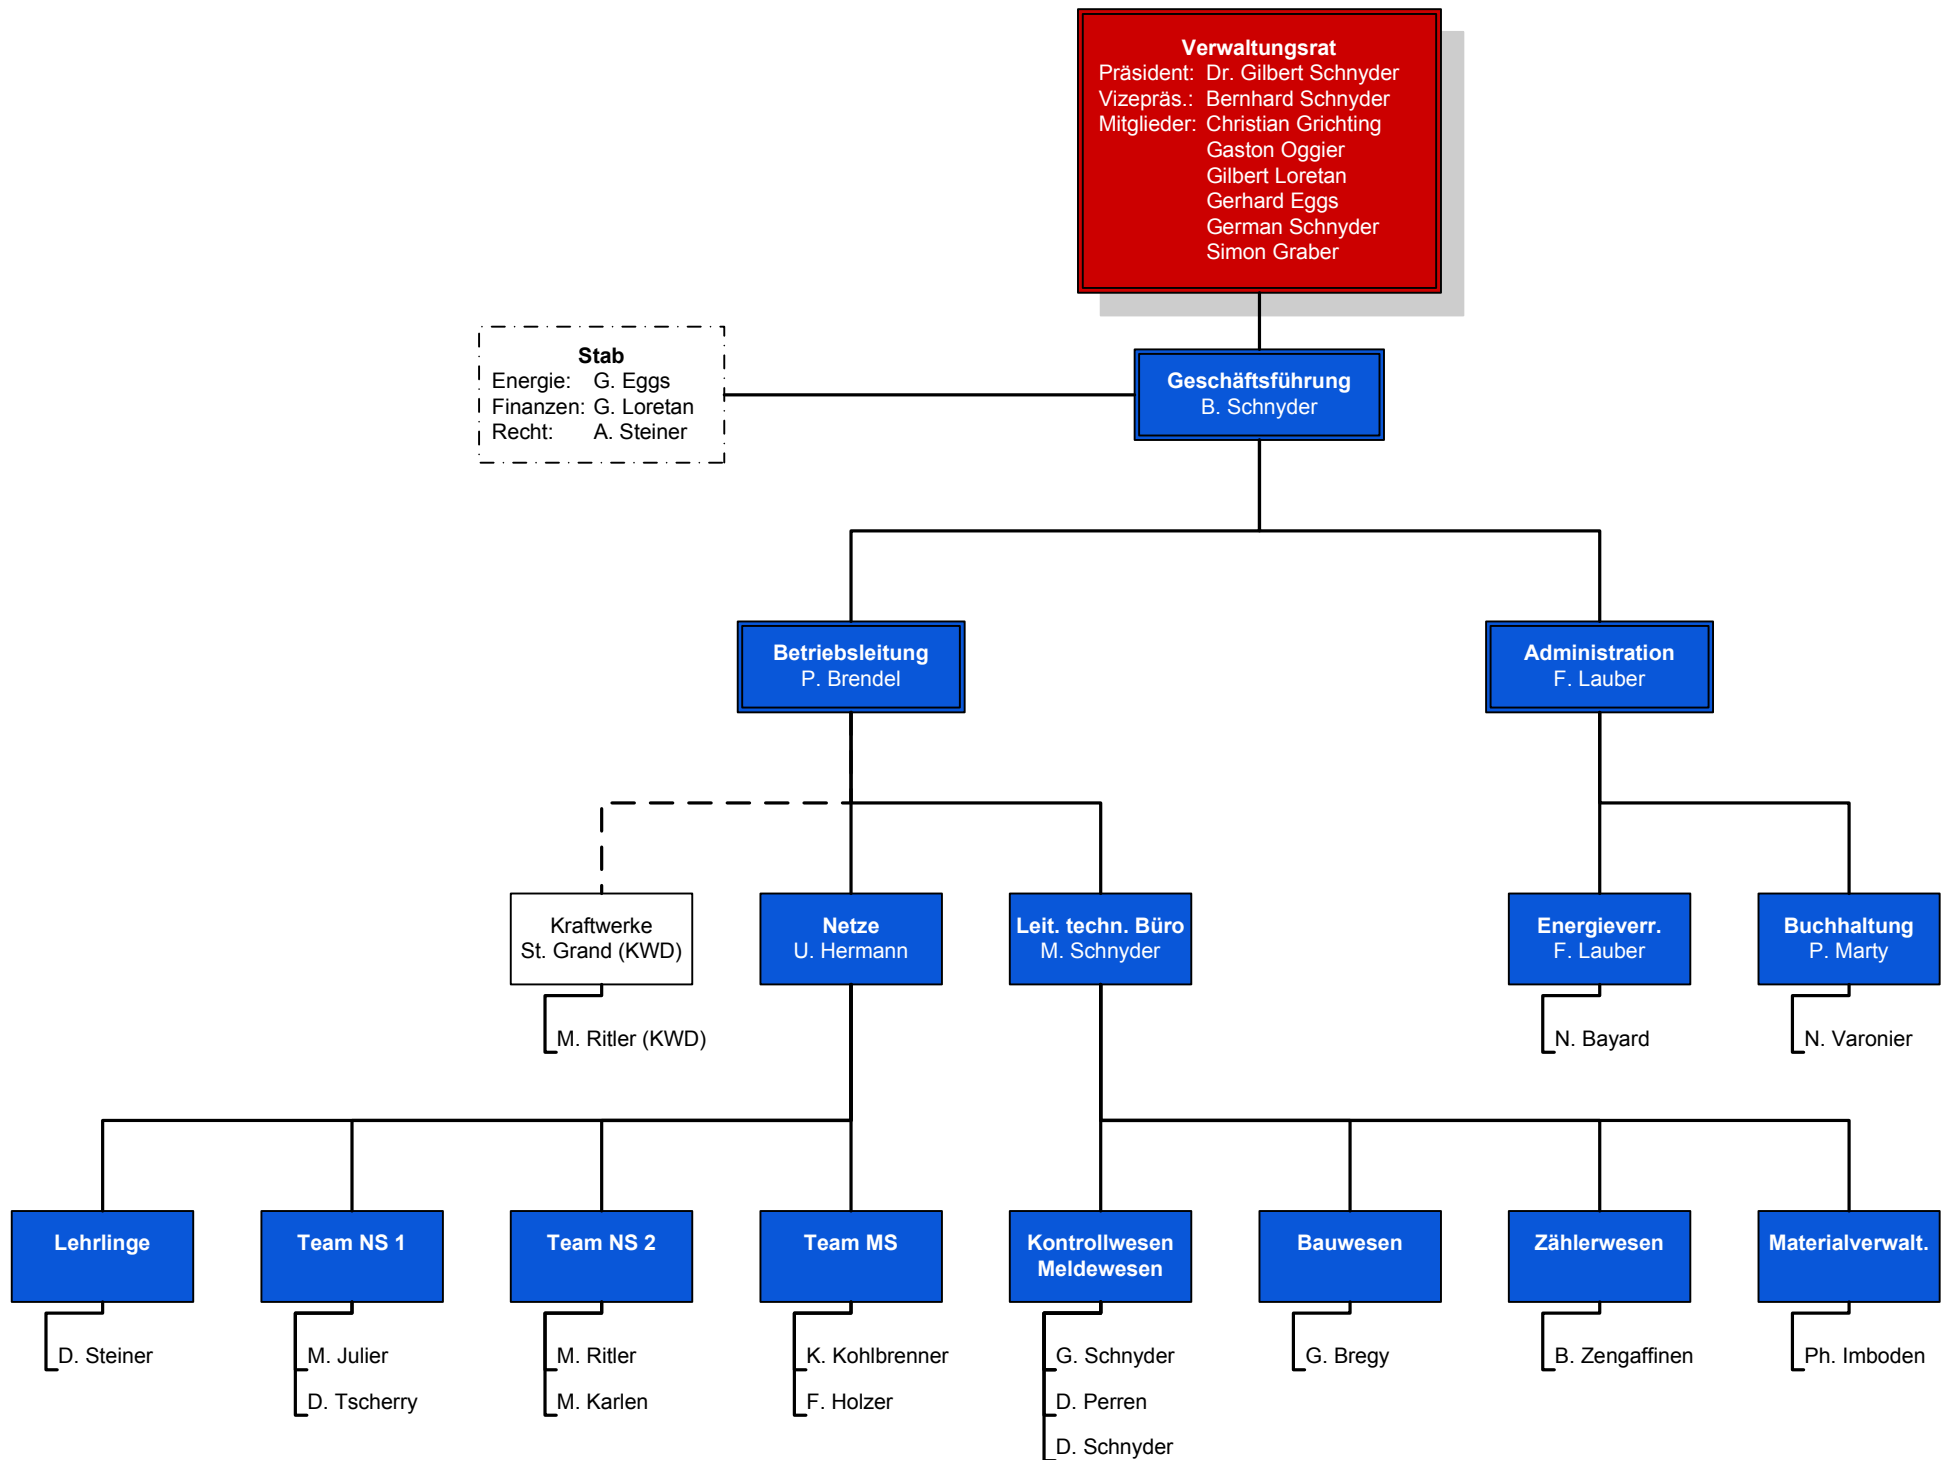 Verwaltungsrat
Präsident: Dr. Gilbert Schnyder
Vizepräs.: Bernhard Schnyder
Mitglieder: Christian Grichting
Gaston Oggier
Gilbert Loretan
Gerhard Eggs
German Schnyder
Simon Graber
Stab
Energie: G. Eggs
Finanzen: G. Loretan
Recht: A. Steiner
Geschäftsführung
B. Schnyder
Betriebsleitung
P. Brendel
Administration
F. Lauber
Kraftwerke
St. Grand (KWD)
M. Ritler (KWD)
Netze
U. Hermann
Leit. techn. Büro
M. Schnyder
Energieverr.
F. Lauber
N. Bayard
Buchhaltung
P. Marty
N. Varonier
Lehrlinge
D. Steiner
Team NS 1
M. Julier
D. Tscherry
Team NS 2
M. Ritler
M. Karlen
Team MS
K. Kohlbrenner
F. Holzer
Kontrollwesen
Meldewesen
G. Schnyder
D. Perren
D. Schnyder
Bauwesen
G. Bregy
Zählerwesen
B. Zengaffinen
Materialverwalt.
Ph. Imboden